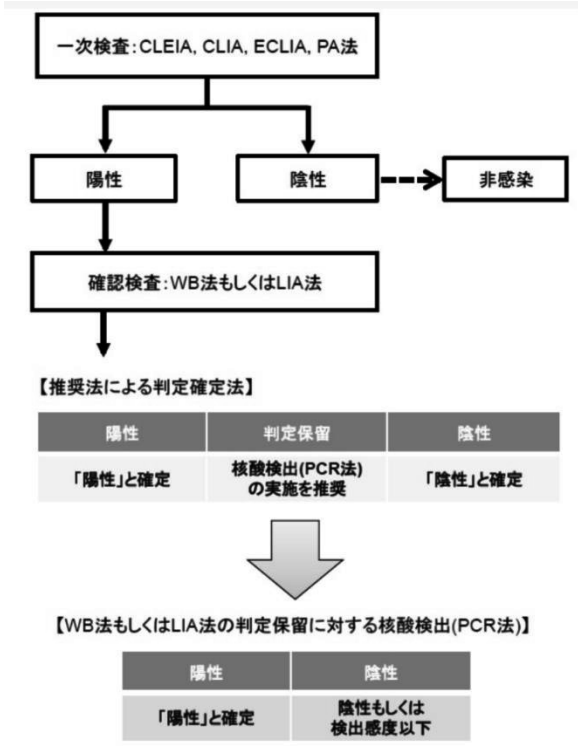 一次検査：CLEIA, CLIA, ECLIA, PA法
陽性
陰性
非感染
確認検査：WB法もしくはLIA法
【推奨法による判定確定法】
陽性
判定保留
陰性
「陽性」と確定
核酸検出(PCR法)
の実施を推奨
「陰性」と確定
【WB法もしくはLIA法の判定保留に対する核酸検出(PCR法)】
陽性
陰性
「陽性」と確定
陰性もしくは
検出感度以下